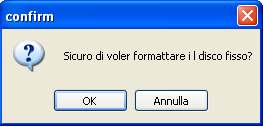 confirm
Sicuro di voler formattare i l disco fisso?
OK
Annulla